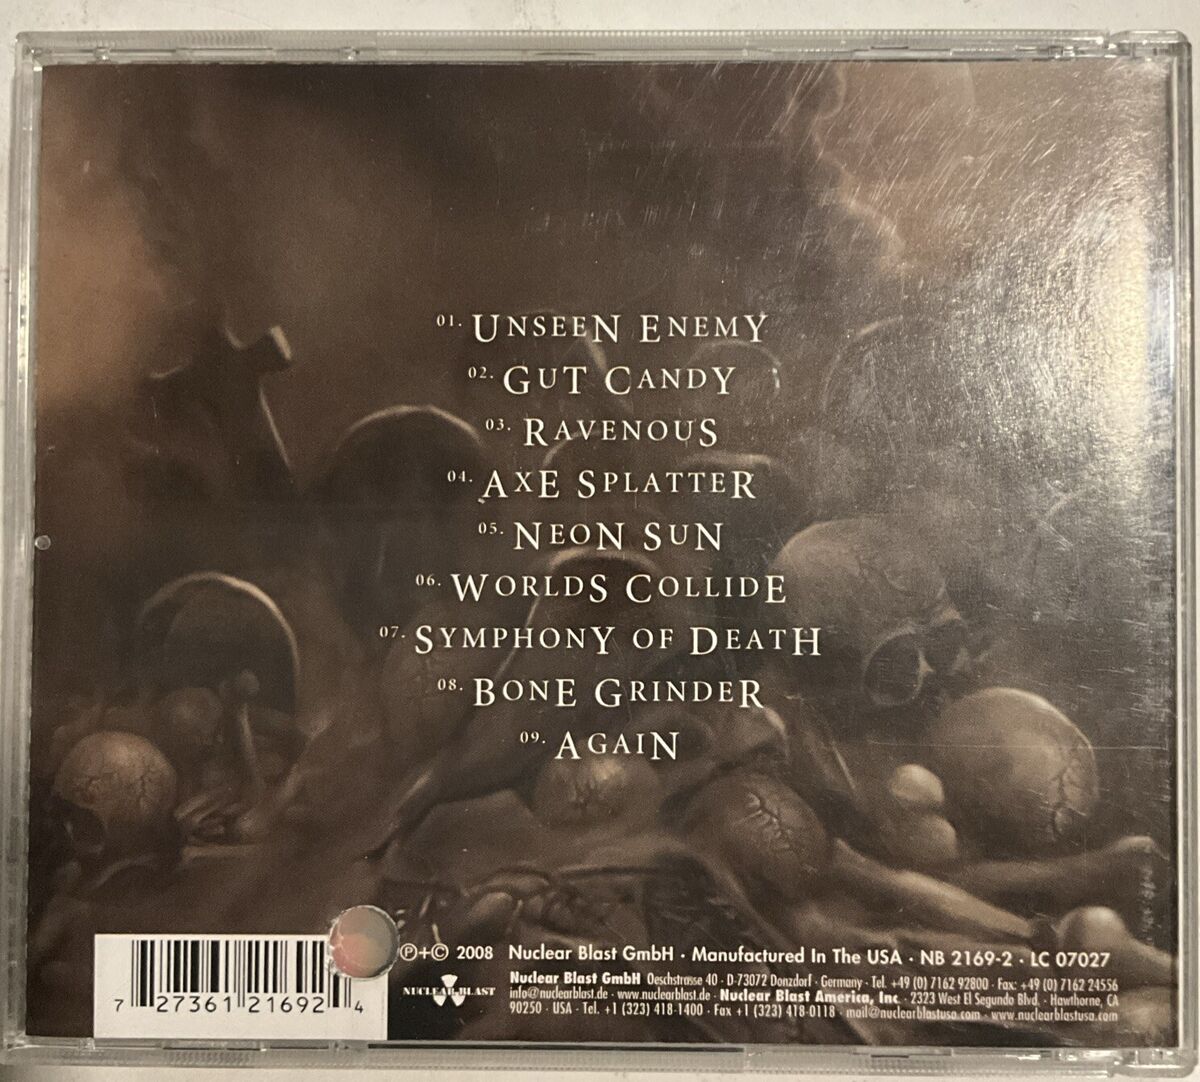 01. UNSEEN ENEMY
02. GUT CANDY
03. RAVENOUS
04. AXE SPLATTER
05. NEON SUN
06. WORLDS COLLIDE
07. SYMPHONY OF DEATH
08. BONE GRINDER
09. AGAIN
℗+© 2008 Nuclear Blast GmbH · Manufactured In The USA · NB 2169-2 · LC 07027
NUCLEAR BLAST
Nuclear Blast GmbH Oeschstrasse 40 · D-73072 Donzdorf · Germany · Tel. +49 (0) 7162 92800 · Fax: +49 (0) 7162 24556
info@nuclearblast.de · www.nuclearblast.de · Nuclear Blast America, Inc. · 2323 West El Segundo Blvd. · Hawthorne, CA
90250 · USA · Tel. +1 (323) 418-1400 · Fax +1 (323) 418-0118 · mail@nuclearblastusa.com · www.nuclearblastusa.com
7 27361 21692 4